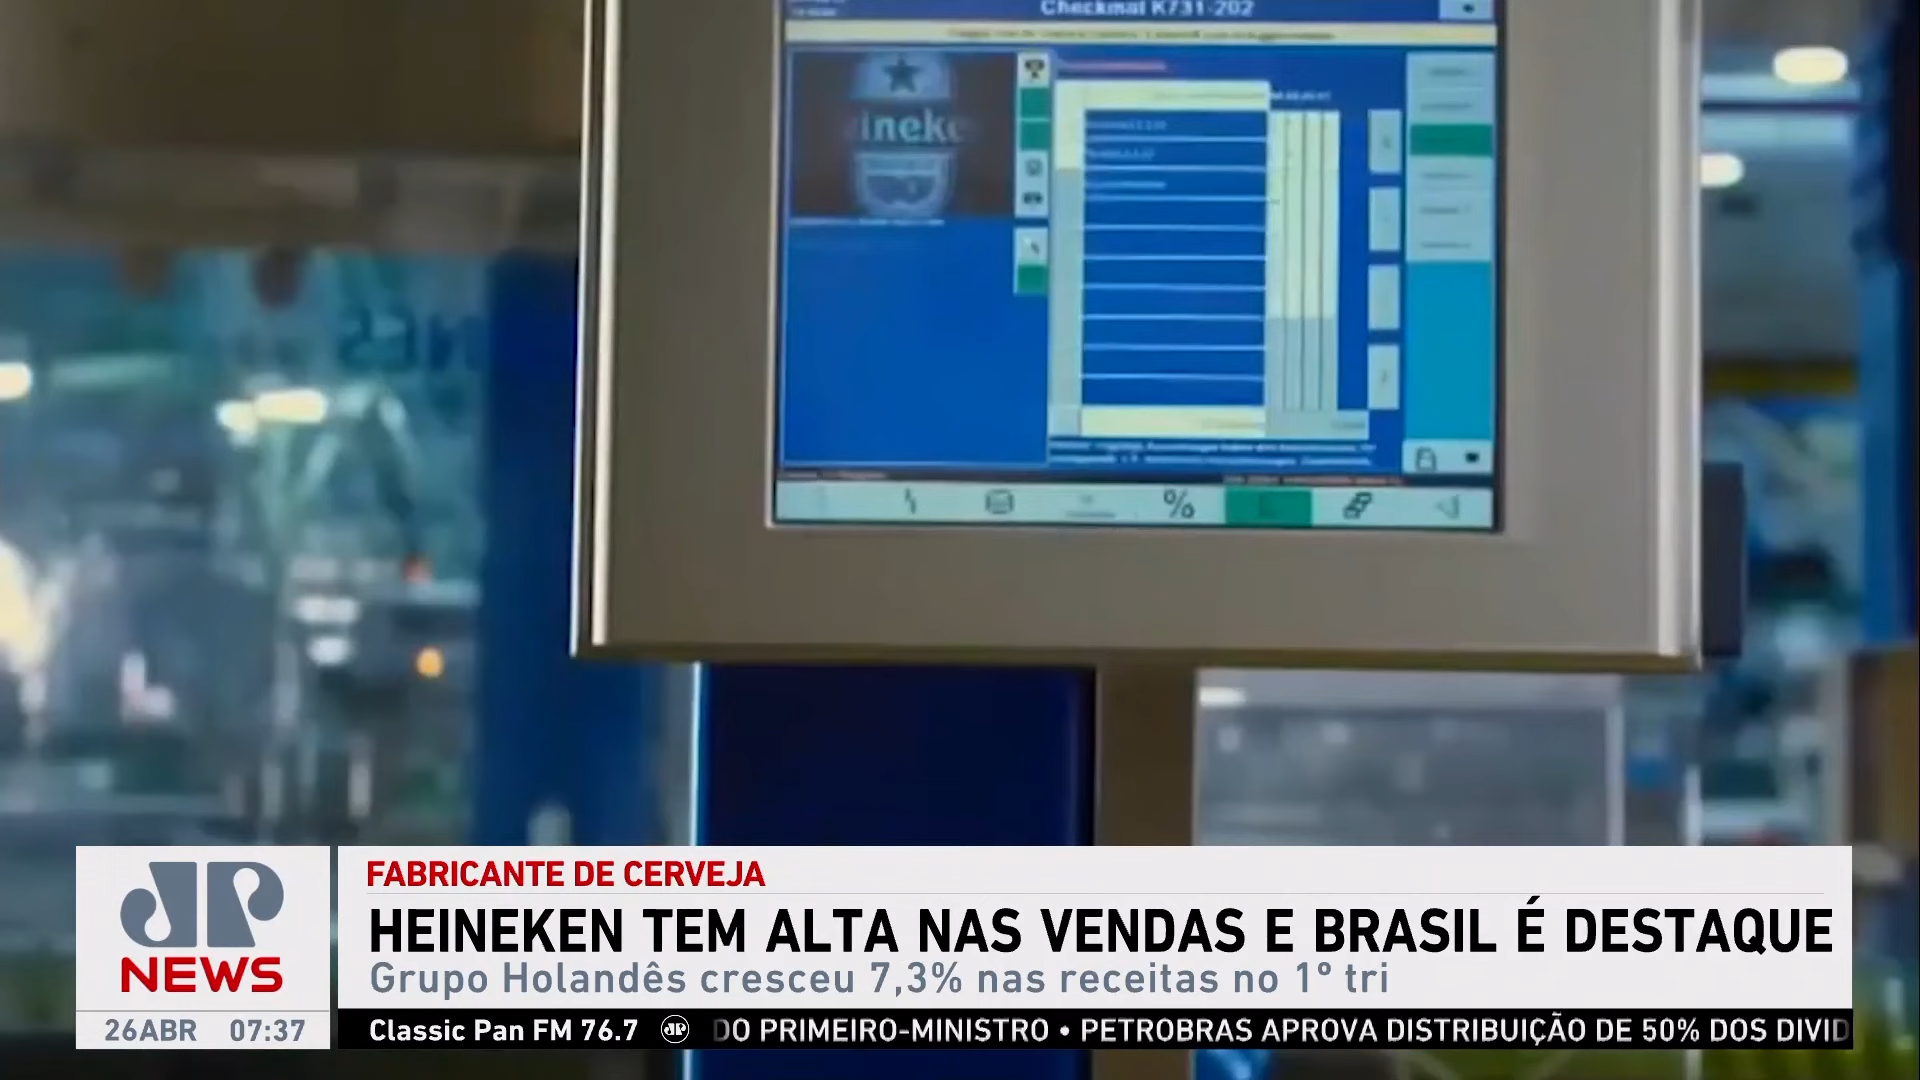 Checkmat K731-202
ineke
%
FABRICANTE DE CERVEJA
HEINEKEN TEM ALTA NAS VENDAS E BRASIL É DESTAQUE
Grupo Holandês cresceu 7,3% nas receitas no 1º tri
JP
NEWS
26ABR 07:37
Classic Pan FM 76.7 JP DO PRIMEIRO-MINISTRO • PETROBRAS APROVA DISTRIBUIÇÃO DE 50% DOS DIVID